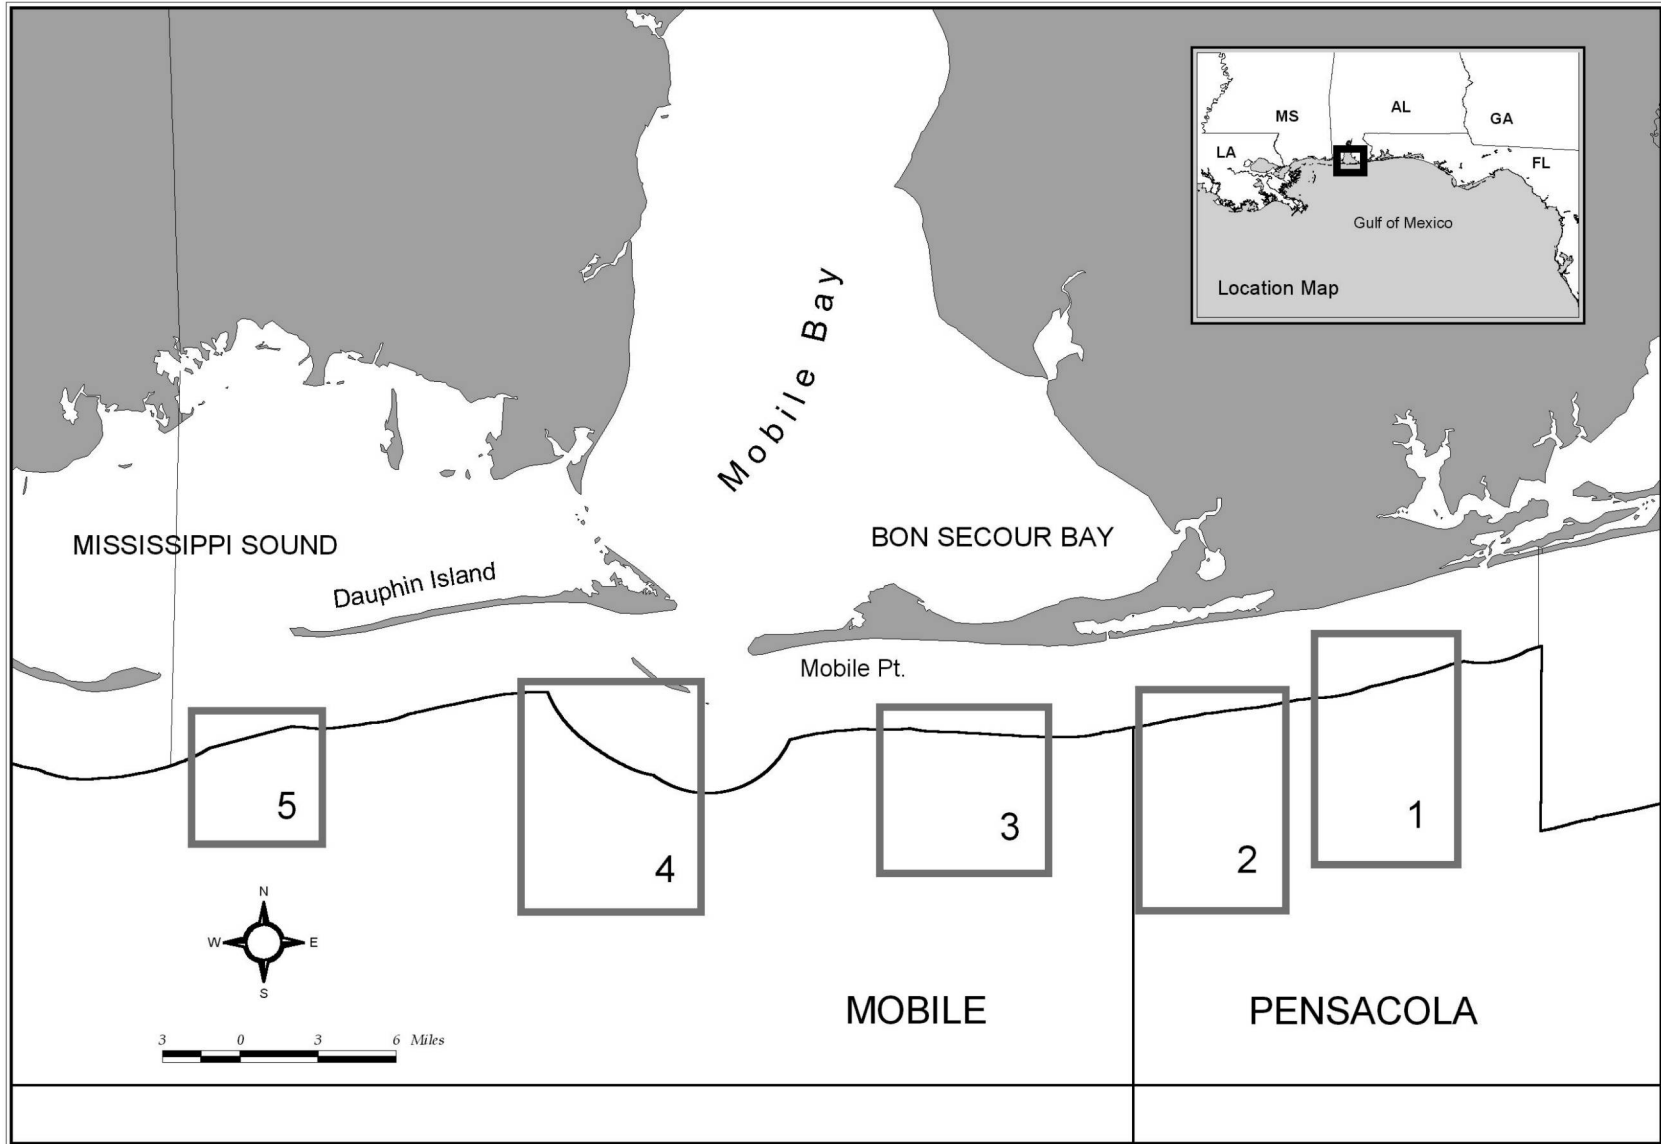 MS
AL
GA
LA
FL
Gulf of Mexico
Location Map
Mobile Bay
MISSISSIPPI SOUND
BON SECOUR BAY
Dauphin Island
Mobile Pt.
5
4
3
2
1
N
W
E
S
MOBILE
PENSACOLA
3 0 3 6 Miles